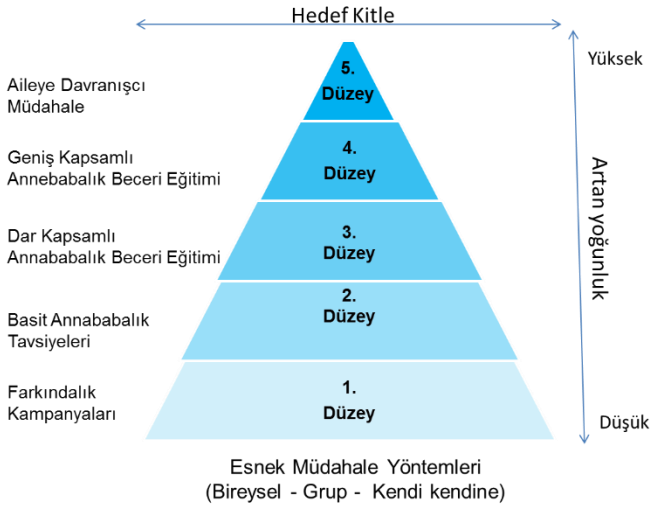 Hedef Kitle
Yüksek
Aileye Davranışcı
Müdahale
5.
Düzey
Geniş Kapsamlı
Annebabalık Beceri Eğitimi
4.
Düzey
Artan yoğunluk
Dar Kapsamlı
Annababalık Beceri Eğitimi
3.
Düzey
Basit Annababalık
Tavsiyeleri
2.
Düzey
Farkındalık
Kampanyaları
1.
Düzey
Düşük
Esnek Müdahale Yöntemleri
(Bireysel - Grup - Kendi kendine)